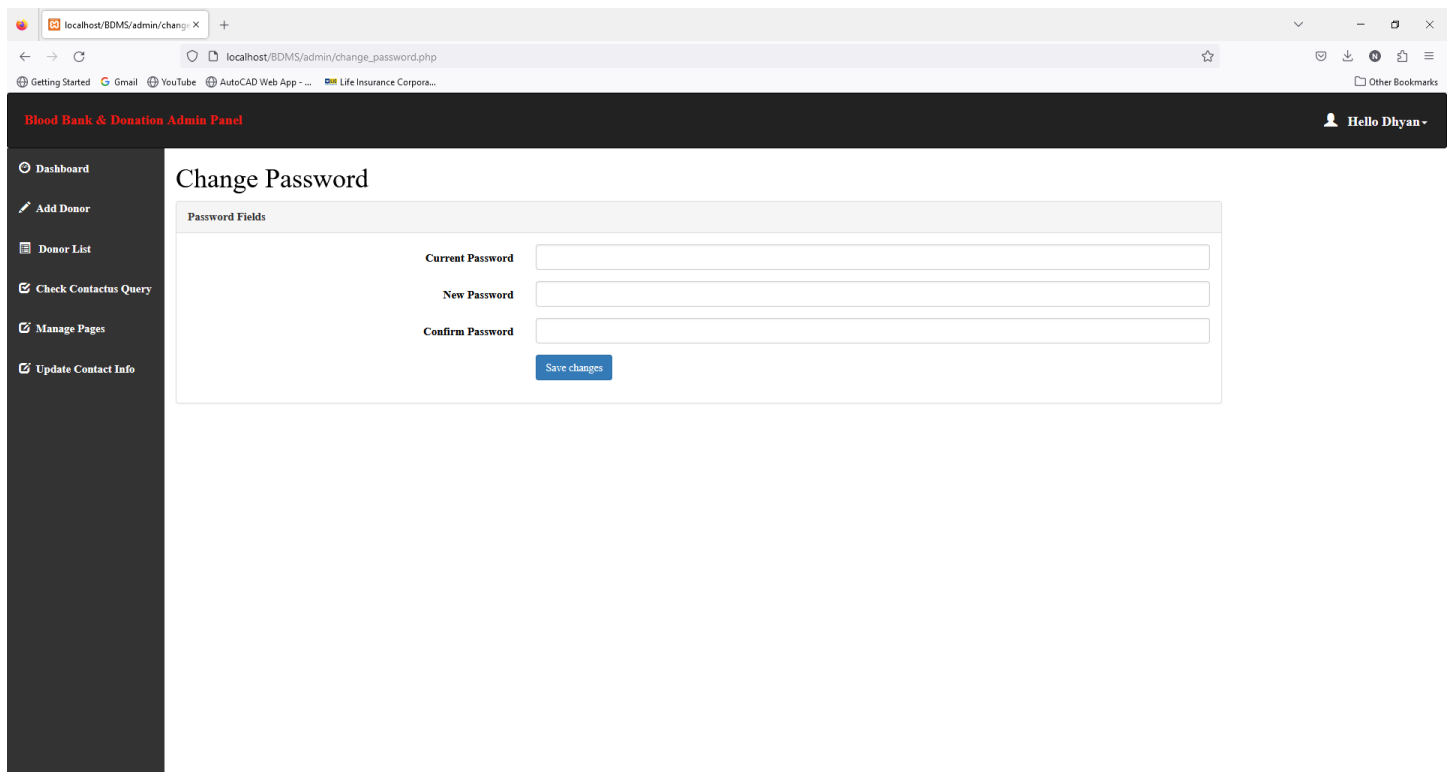 localhost/BDMS/admin/chang
localhost/BDMS/admin/change_password.php
N
Getting Started Gmail YouTube AutoCAD Web App - ... Life Insurance Corpora... Other Bookmarks
Blood Bank & Donation Admin Panel Hello Dhyan
Dashboard
Change Password
Add Donor
Password Fields
Donor List
Current Password
Check Contactus Query
New Password
Manage Pages
Confirm Password
Update Contact Info
Save changes